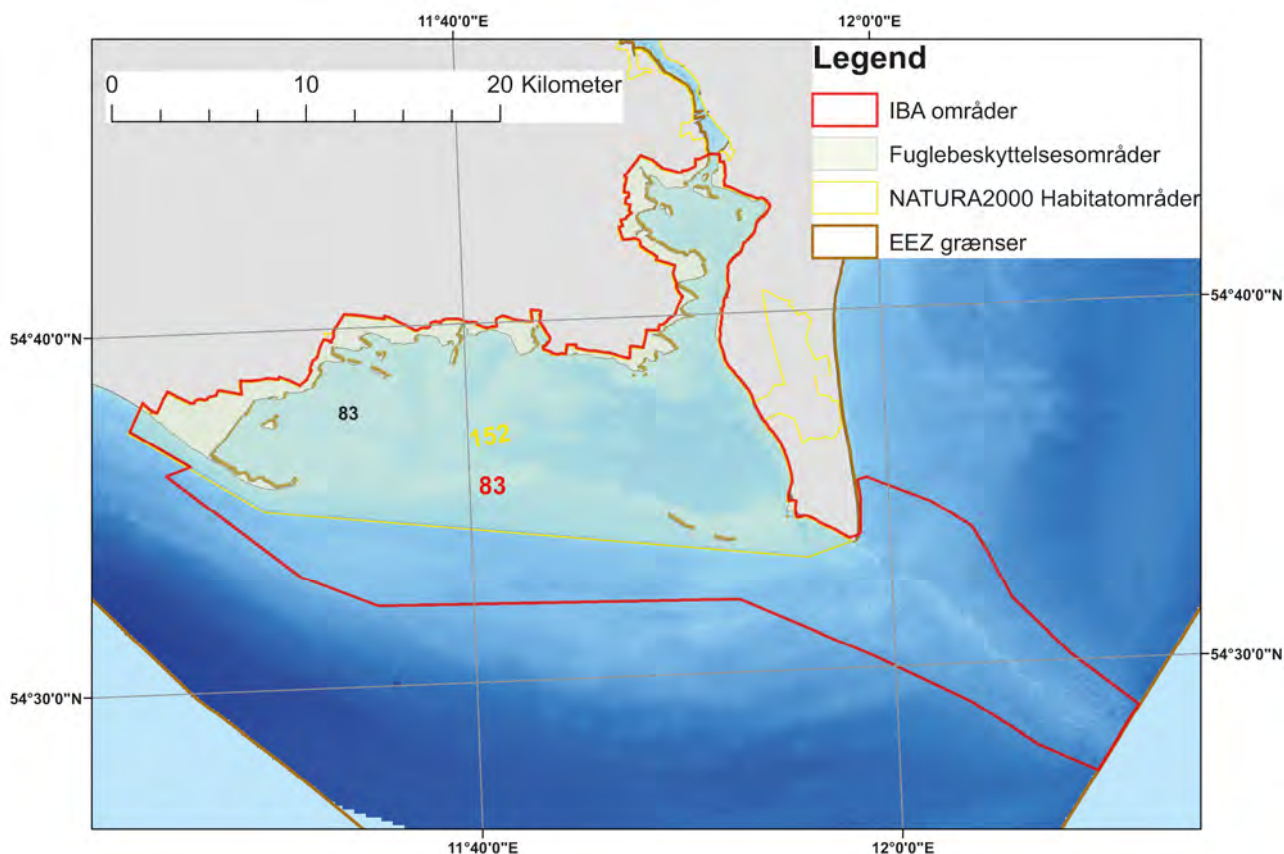 11°40'0"E 12°0'0"E
0 10 20 Kilometer
Legend
IBA områder
Fuglebeskyttelsesområder
NATURA2000 Habitatområder
EEZ grænser
54°40'0"N 54°40'0"N
83
152
83
54°30'0"N 54°30'0"N
11°40'0"E 12°0'0"E